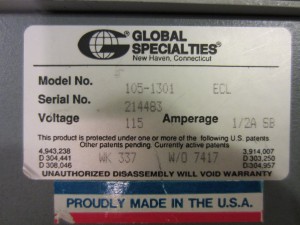 GLOBAL
SPECIALTIES®
New Haven, Connecticut
Model No. 105-1301 ECL
Serial No. 214483
Voltage 115 Amperage 1/2A SB
This product is protected under one or more of the following U.S. patents
Other patents pending. Currently active patents
4,943,238 3,914,007
D 304,441 WK 337 W/O 7417 D 303,250
D 308,046 D 304,957
UNAUTHORIZED DISASSEMBLY WILL VOID WARRANTY
PROUDLY MADE IN THE U.S.A.